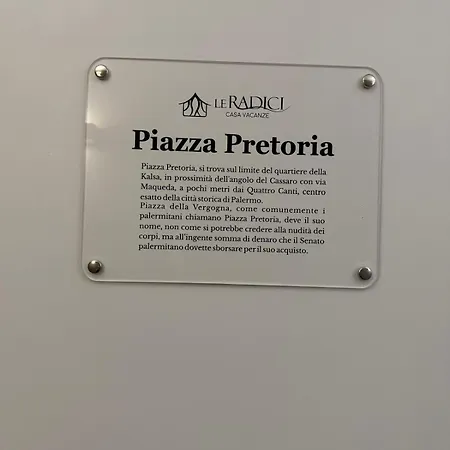 LE RADICI
CASA VACANZE
Piazza Pretoria
Piazza Pretoria, si trova sul limite del quartiere della
Kalsa, in prossimità dell'angolo del Cassaro con via
Maqueda, a pochi metri dai Quattro Canti, centro
esatto della città storica di Palermo.
Piazza della Vergogna, come comunemente i
palermitani chiamano Piazza Pretoria, deve il suo
nome, non come si potrebbe credere alla nudità dei
corpi, ma all'ingente somma di denaro che il Senato
palermitano dovette sborsare per il suo acquisto.